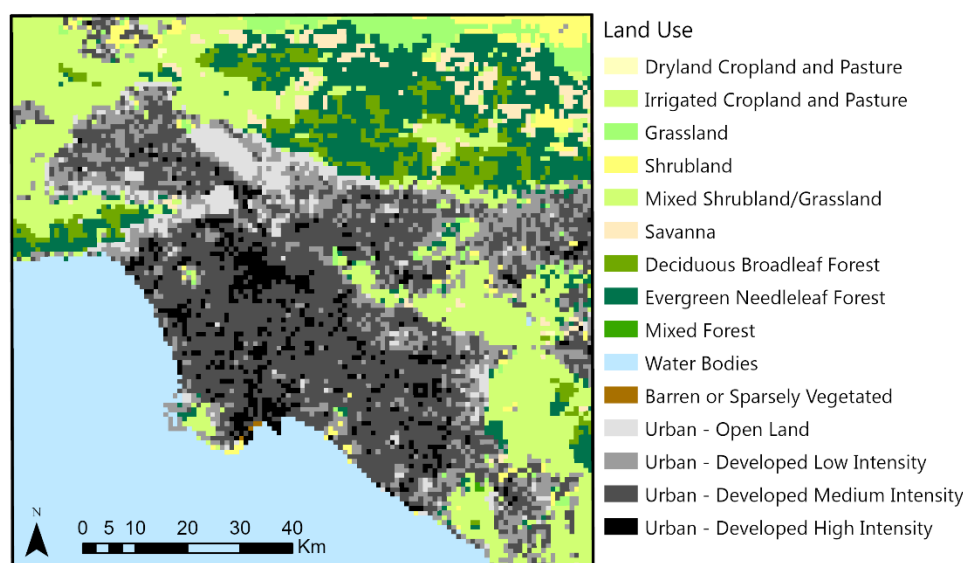 Land Use
Dryland Cropland and Pasture
Irrigated Cropland and Pasture
Grassland
Shrubland
Mixed Shrubland/Grassland
Savanna
Deciduous Broadleaf Forest
Evergreen Needleleaf Forest
Mixed Forest
Water Bodies
Barren or Sparsely Vegetated
Urban - Open Land
Urban - Developed Low Intensity
Urban - Developed Medium Intensity
Urban - Developed High Intensity
N
0 5 10 20 30 40
Km